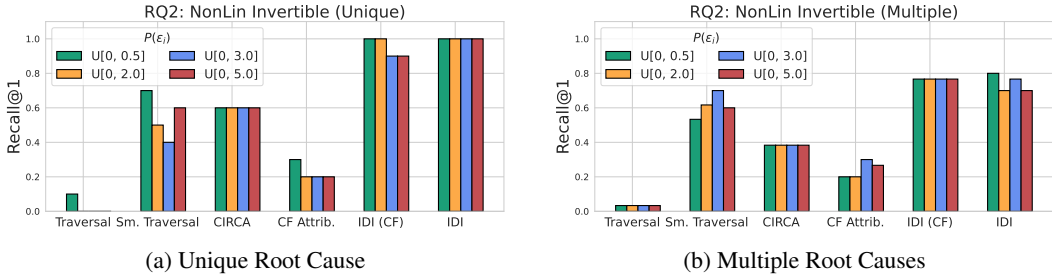 RQ2: NonLin Invertible (Unique)
Recall@1
1.0
0.8
0.6
0.4
0.2
0.0
P(εᵢ)
U[0, 0.5]
U[0, 3.0]
U[0, 2.0]
U[0, 5.0]
Traversal Sm. Traversal CIRCA CF Attrib. IDI (CF) IDI
(a) Unique Root Cause
RQ2: NonLin Invertible (Multiple)
Recall@1
1.0
0.8
0.6
0.4
0.2
0.0
P(εᵢ)
U[0, 0.5]
U[0, 3.0]
U[0, 2.0]
U[0, 5.0]
Traversal Sm. Traversal CIRCA CF Attrib. IDI (CF) IDI
(b) Multiple Root Causes